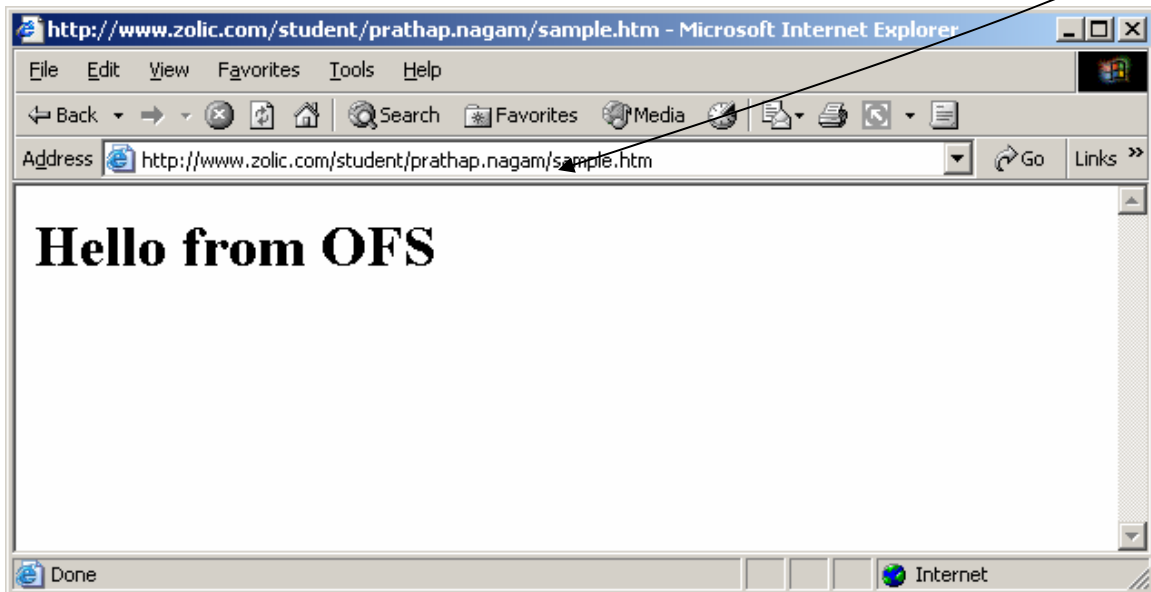 http://www.zolic.com/student/prathap.nagam/sample.htm - Microsoft Internet Explorer
File Edit View Favorites Tools Help
Back Search Favorites Media
Address http://www.zolic.com/student/prathap.nagam/sample.htm Go Links »
Hello from OFS
Done Internet